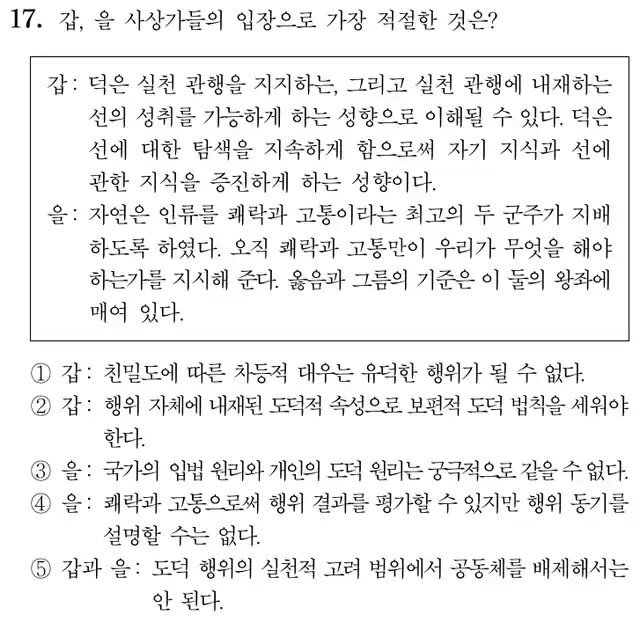 17. 갑, 을 사상가들의 입장으로 가장 적절한 것은?
갑: 덕은 실천 관행을 지지하는, 그리고 실천 관행에 내재하는
선의 성취를 가능하게 하는 성향으로 이해될 수 있다. 덕은
선에 대한 탐색을 지속하게 함으로써 자기 지식과 선에
관한 지식을 증진하게 하는 성향이다.
을: 자연은 인류를 쾌락과 고통이라는 최고의 두 군주가 지배
하도록 하였다. 오직 쾌락과 고통만이 우리가 무엇을 해야
하는가를 지시해 준다. 옳음과 그름의 기준은 이 둘의 왕좌에
매여 있다.
① 갑: 친밀도에 따른 차등적 대우는 유덕한 행위가 될 수 없다.
② 갑: 행위 자체에 내재된 도덕적 속성으로 보편적 도덕 법칙을 세워야
한다.
③ 을: 국가의 입법 원리와 개인의 도덕 원리는 궁극적으로 같을 수 없다.
④ 을: 쾌락과 고통으로써 행위 결과를 평가할 수 있지만 행위 동기를
설명할 수는 없다.
⑤ 갑과 을: 도덕 행위의 실천적 고려 범위에서 공동체를 배제해서는
안 된다.